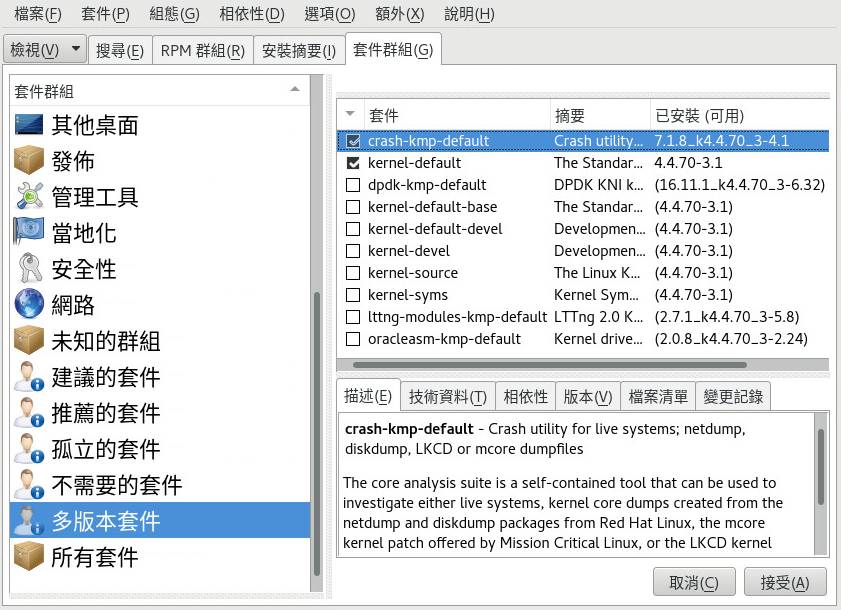 檔案(F) 套件(P) 組態(G) 相依性(D) 選項(O) 額外(X) 說明(H)
檢視(V) 搜尋(E) RPM 群組(R) 安裝摘要(I) 套件群組(G)
套件群組
其他桌面
發佈
管理工具
當地化
安全性
網路
未知的群組
建議的套件
推薦的套件
孤立的套件
不需要的套件
多版本套件
所有套件
套件 摘要 已安裝 (可用)
crash-kmp-default Crash utility... 7.1.8_k4.4.70_3-4.1
kernel-default The Standar... 4.4.70-3.1
dpdk-kmp-default DPDK KNI k... (16.11.1_k4.4.70_3-6.32)
kernel-default-base The Standar... (4.4.70-3.1)
kernel-default-devel Developmen... (4.4.70-3.1)
kernel-devel Developmen... (4.4.70-3.1)
kernel-source The Linux K... (4.4.70-3.1)
kernel-syms Kernel Sym... (4.4.70-3.1)
lttng-modules-kmp-default LTTng 2.0 K... (2.7.1_k4.4.70_3-5.8)
oracleasm-kmp-default Kernel drive... (2.0.8_k4.4.70_3-2.24)
描述(E) 技術資料(T) 相依性 版本(V) 檔案清單 變更記錄
crash-kmp-default - Crash utility for live systems; netdump,
diskdump, LKCD or mcore dumpfiles
The core analysis suite is a self-contained tool that can be used to
investigate either live systems, kernel core dumps created from the
netdump and diskdump packages from Red Hat Linux, the mcore
kernel patch offered by Mission Critical Linux, or the LKCD kernel
取消(C) 接受(A)